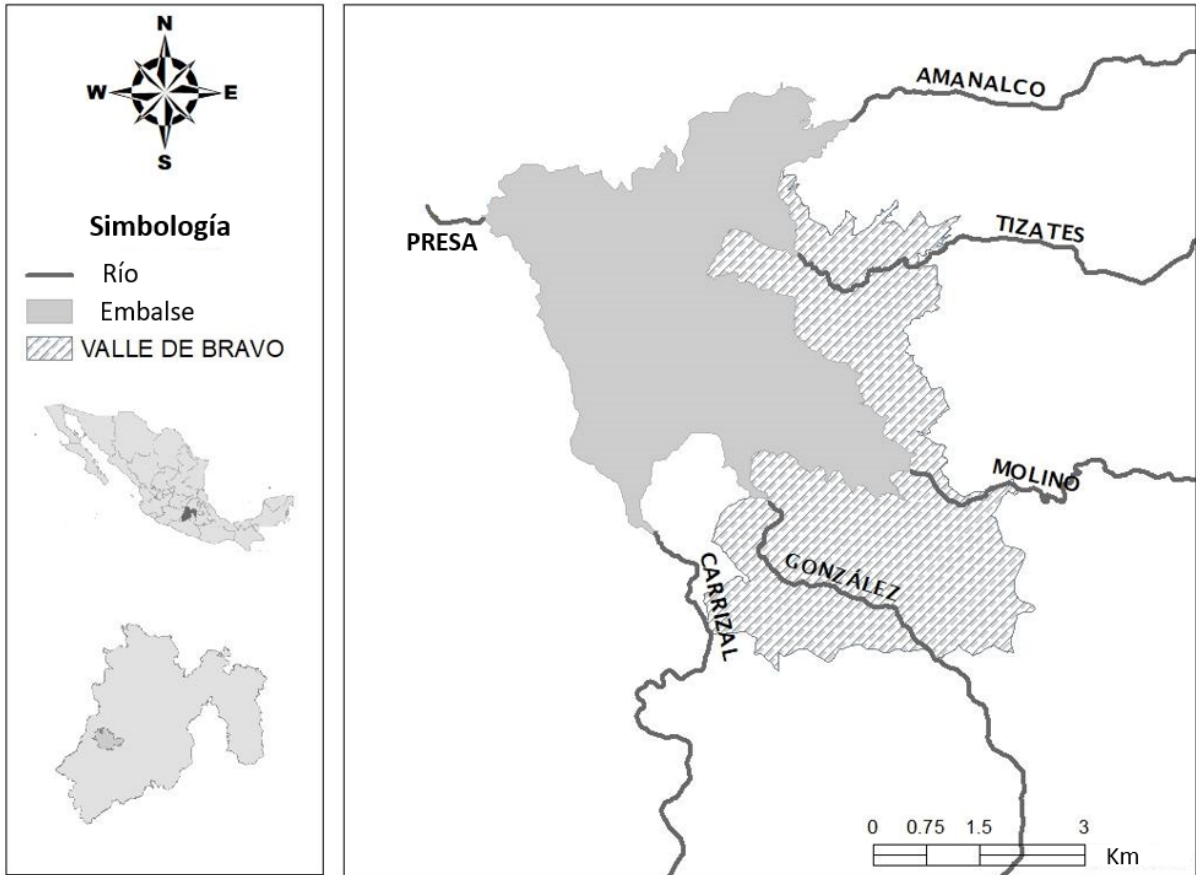 N
W E
S
Simbología
Río
Embalse
VALLE DE BRAVO
AMANALCO
TIZATES
PRESA
MOLINO
CARRIZAL
GONZÁLEZ
0 0.75 1.5 3
Km